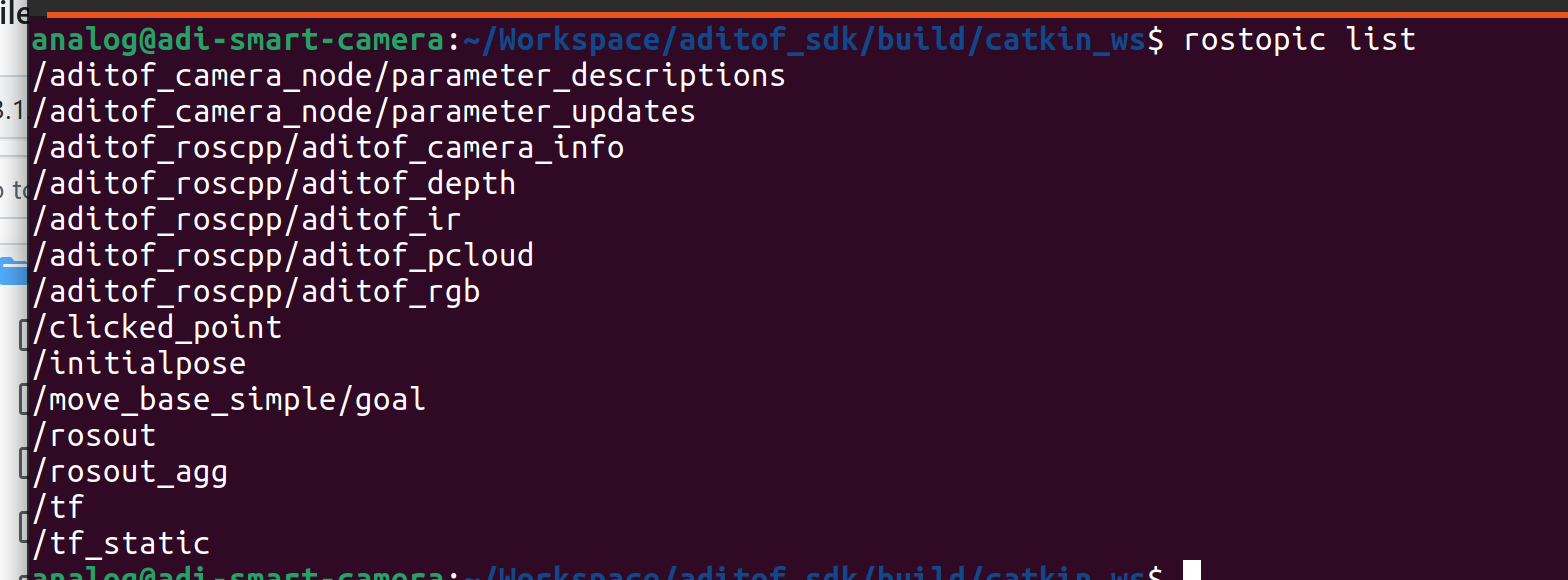 ile
analog@adi-smart-camera:~/Workspace/aditof_sdk/build/catkin_ws$ rostopic list
/aditof_camera_node/parameter_descriptions
/aditof_camera_node/parameter_updates
3.1
/aditof_roscpp/aditof_camera_info
/aditof_roscpp/aditof_depth
/aditof_roscpp/aditof_ir
/aditof_roscpp/aditof_pcloud
/aditof_roscpp/aditof_rgb
/clicked_point
/initialpose
/move_base_simple/goal
/rosout
/rosout_agg
/tf
/tf_static
analog@adi-smart-camera:~/Workspace/aditof_sdk/build/catkin_ws$